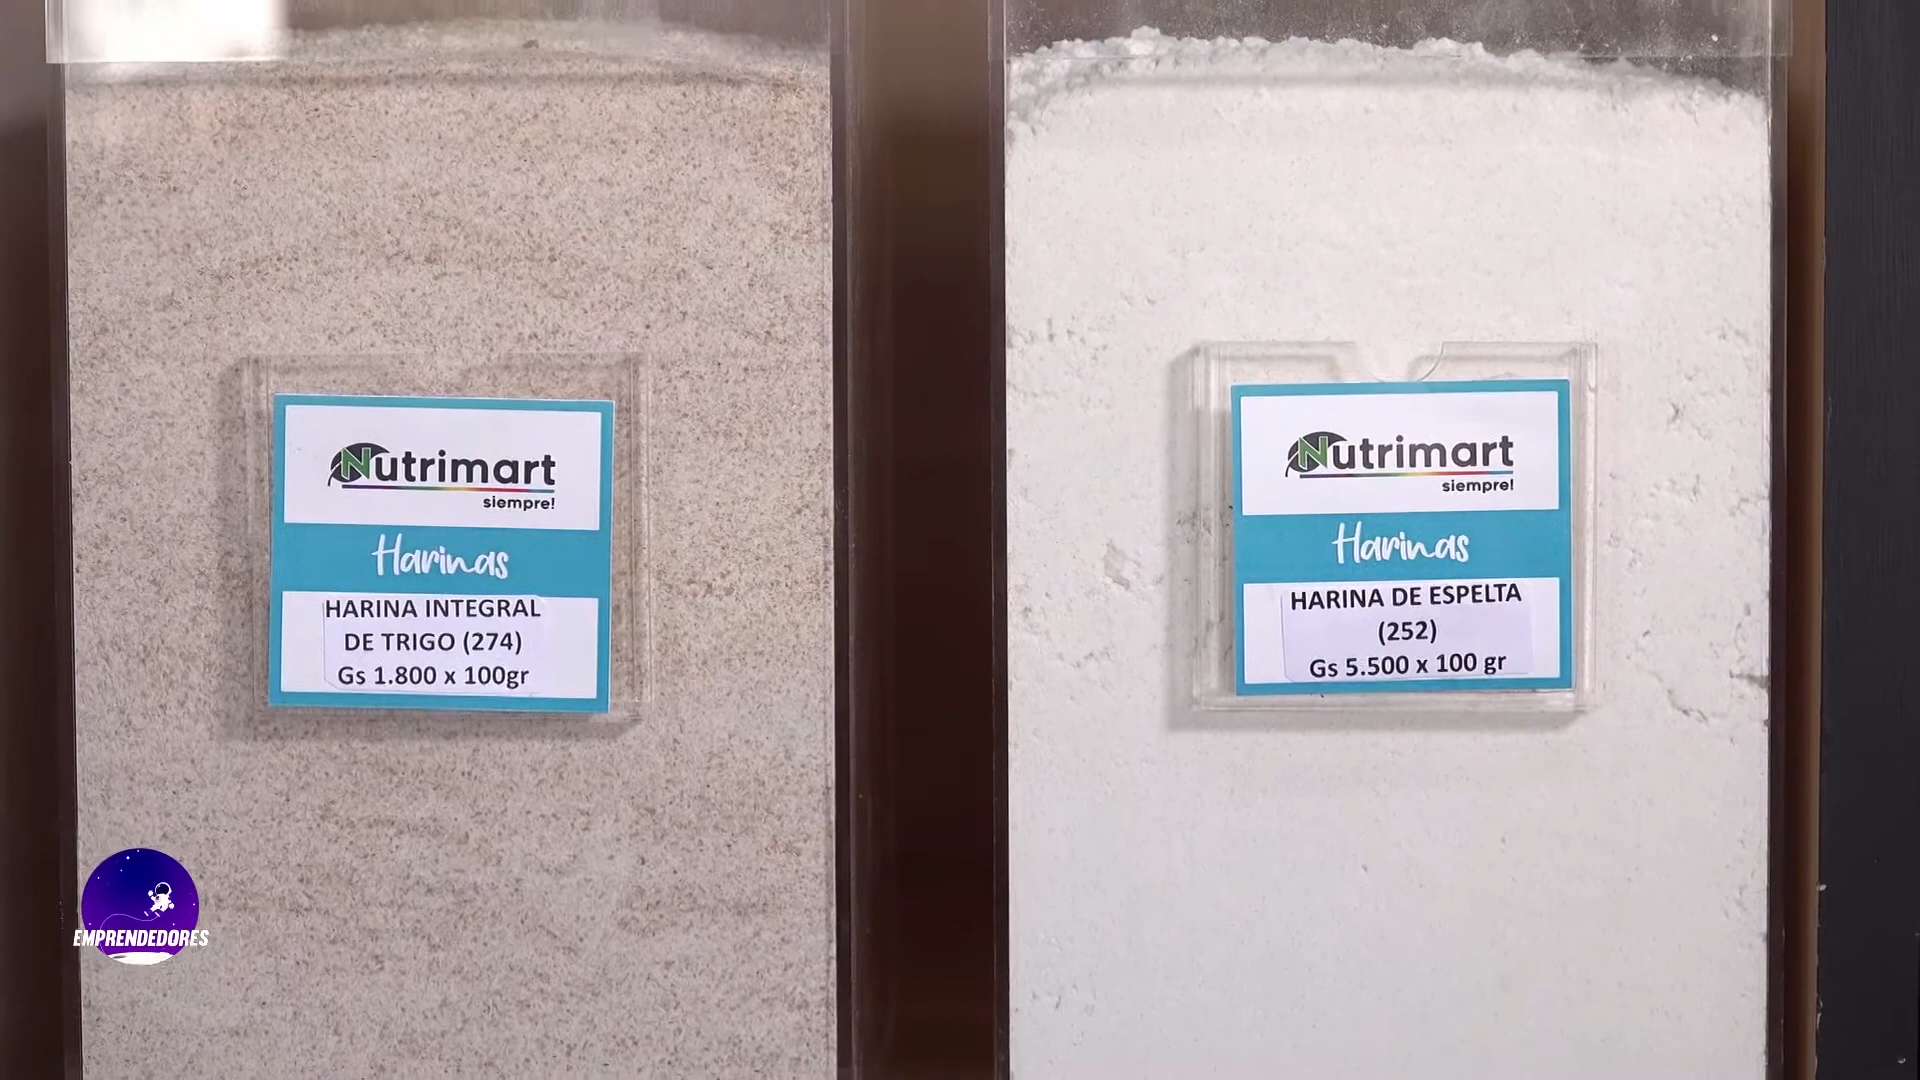 Nutrimart
siempre!
Harinas
HARINA INTEGRAL
DE TRIGO (274)
Gs 1.800 x 100gr
Nutrimart
siempre!
Harinas
HARINA DE ESPELTA
(252)
Gs 5.500 x 100 gr
EMPRENDEDORES